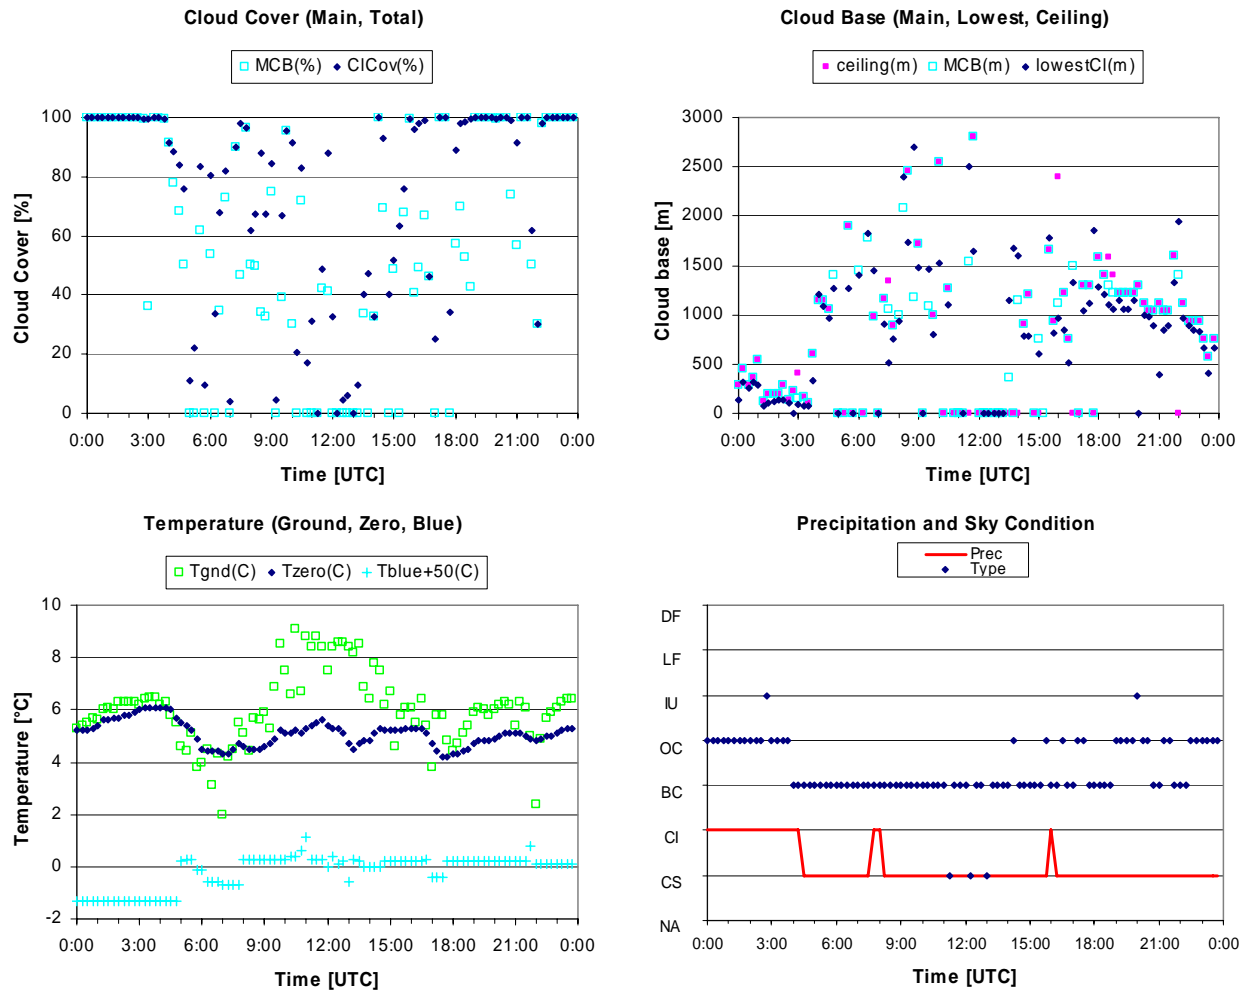 Cloud Cover (Main, Total)
MCB(%) ClCov(%)
Cloud Cover [%]
100
80
60
40
20
0
0:00 3:00 6:00 9:00 12:00 15:00 18:00 21:00 0:00
Time [UTC]
Cloud Base (Main, Lowest, Ceiling)
ceiling(m) MCB(m) lowestCl(m)
Cloud base [m]
3000
2500
2000
1500
1000
500
0
0:00 3:00 6:00 9:00 12:00 15:00 18:00 21:00 0:00
Time [UTC]
Temperature (Ground, Zero, Blue)
Tgnd(C) Tzero(C) Tblue+50(C)
Temperature [°C]
10
8
6
4
2
0
-2
0:00 3:00 6:00 9:00 12:00 15:00 18:00 21:00 0:00
Time [UTC]
Precipitation and Sky Condition
Prec
Type
DF
LF
IU
OC
BC
CI
CS
NA
0:00 3:00 6:00 9:00 12:00 15:00 18:00 21:00 0:00
Time [UTC]